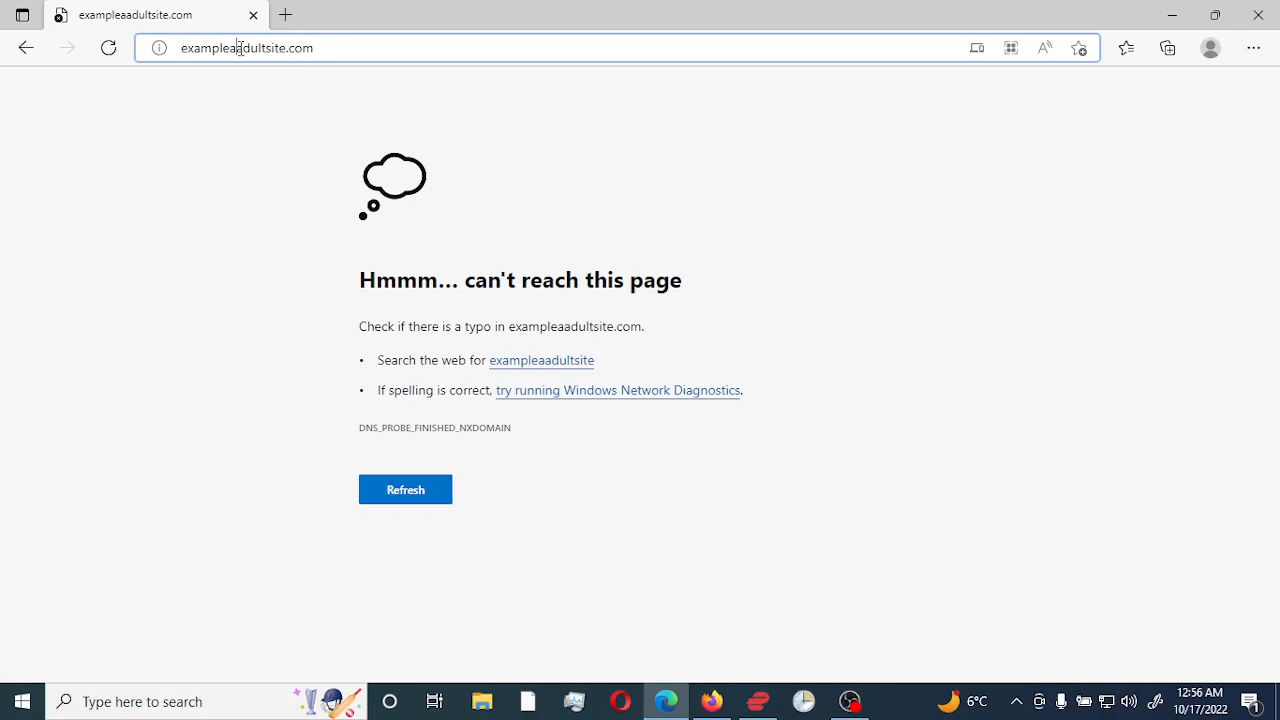 exampleaadultsite.com
exampleaadultsite.com
Hmmm... can't reach this page
Check if there is a typo in exampleaadultsite.com.
• Search the web for exampleaadultsite
• If spelling is correct, try running Windows Network Diagnostics.
DNS_PROBE_FINISHED_NXDOMAIN
Refresh
Type here to search
6°C
12:56 AM
10/17/2022
1